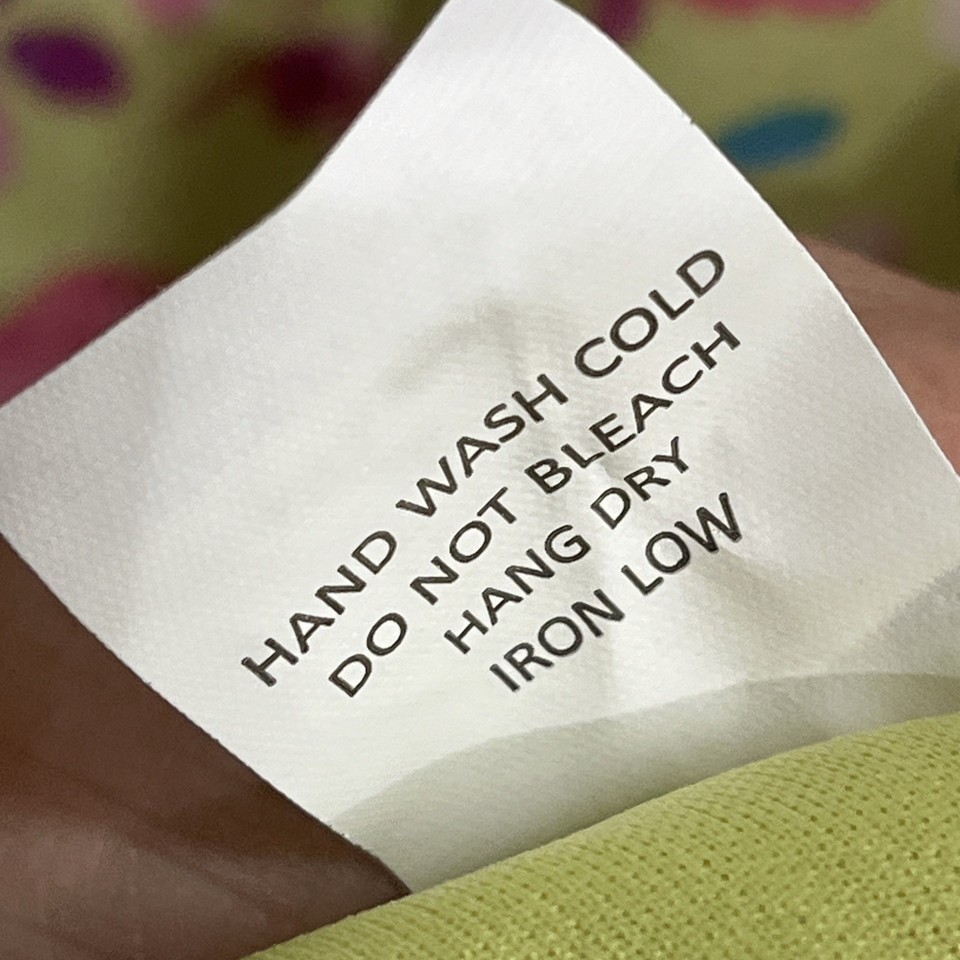 HAND WASH COLD
DO NOT BLEACH
HANG DRY
IRON LOW